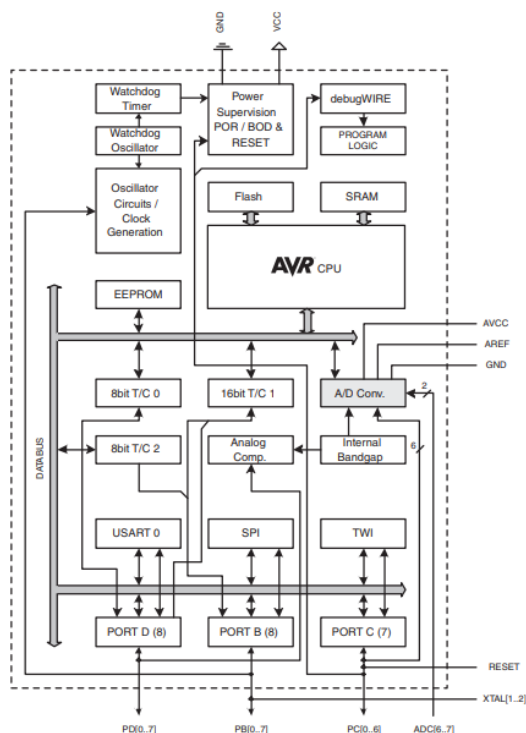 GND
VCC
Watchdog
Timer
Power
Supervision
POR / BOD &
RESET
debugWIRE
Watchdog
Oscillator
PROGRAM
LOGIC
Oscillator
Circuits /
Clock
Generation
Flash
SRAM
AVR CPU
EEPROM
AVCC
AREF
GND
8bit T/C 0
16bit T/C 1
A/D Conv.
2
8bit T/C 2
Analog
Comp.
Internal
Bandgap
6
DATABUS
USART 0
SPI
TWI
PORT D (8)
PORT B (8)
PORT C (7)
RESET
XTAL[1..2]
PD[0..7]
PB[0..7]
PC[0..6]
ADC[6..7]